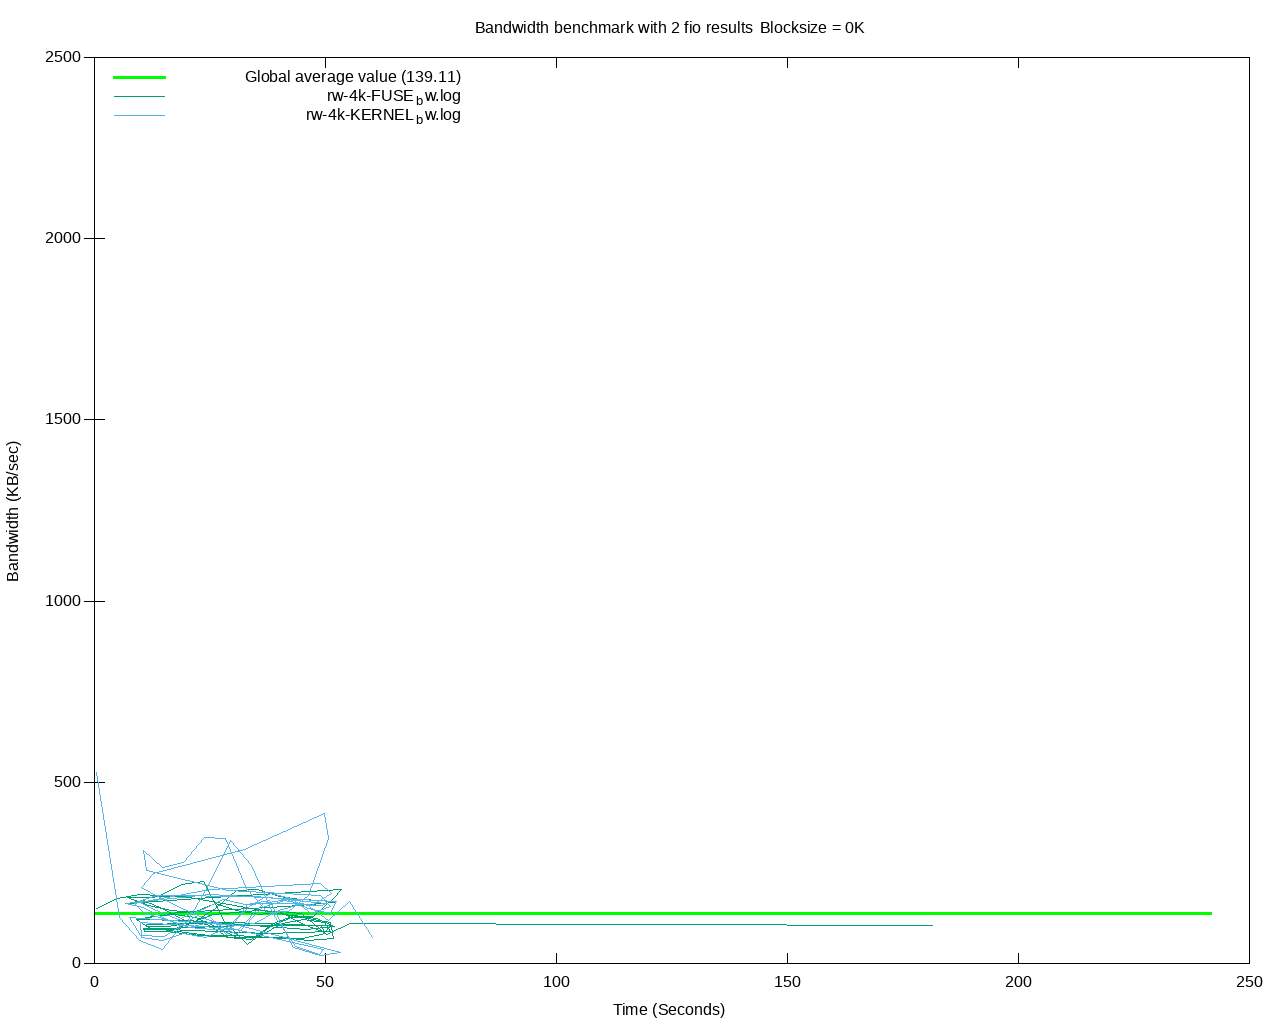 Bandwidth benchmark with 2 fio results Blocksize = 0K
Global average value (139.11)
rw-4k-FUSE_bw.log
rw-4k-KERNEL_bw.log
2500
2000
1500
1000
500
0
Bandwidth (KB/sec)
0 50 100 150 200 250
Time (Seconds)